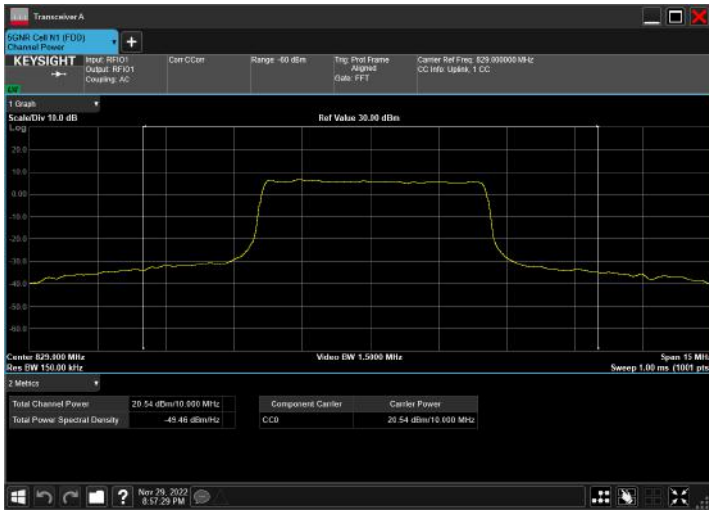 Transceiver A
5GNR Cell N1 (FDD)
Channel Power
+
KEYSIGHT
Input: RFIO1
Output: RFIO1
Coupling: AC
Corr CCorr
Range: -60 dBm
Trig: Prot Frame
Aligned
Gate: FFT
Carrier Ref Freq: 829.000000 MHz
CC Info: Uplink, 1 CC
1 Graph
Scale/Div 10.0 dB
Ref Value 30.00 dBm
Log
20.0
10.0
0.00
-10.0
-20.0
-30.0
-40.0
-50.0
-60.0
Center 829.000 MHz
Video BW 1.5000 MHz
Span 15 MHz
Res BW 150.00 kHz
Sweep 1.00 ms (1001 pts
2 Metrics
Total Channel Power 20.54 dBm/10.000 MHz
Total Power Spectral Density -49.46 dBm/Hz
Component Carrier Carrier Power
CC0 20.54 dBm/10.000 MHz
?
Nov 29, 2022
8:57:29 PM